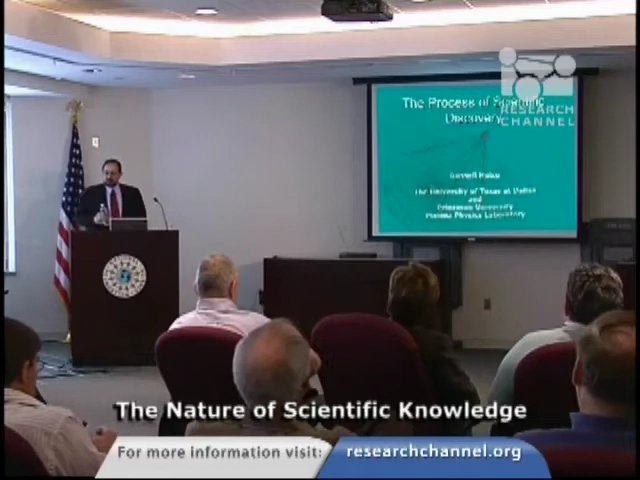 RESEARCH
CHANNEL
The Process of Scientific
Discovery
The University of Texas at Dallas
and
Princeton University
Plasma Physics Laboratory
The Nature of Scientific Knowledge
For more information visit:
researchchannel.org